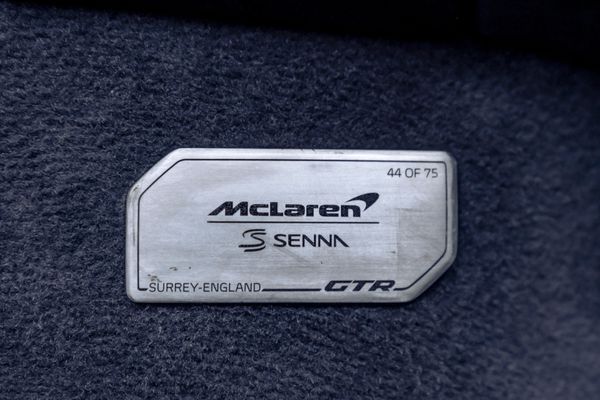 44 OF 75
McLaren
S SENNA
SURREY-ENGLAND
GTR